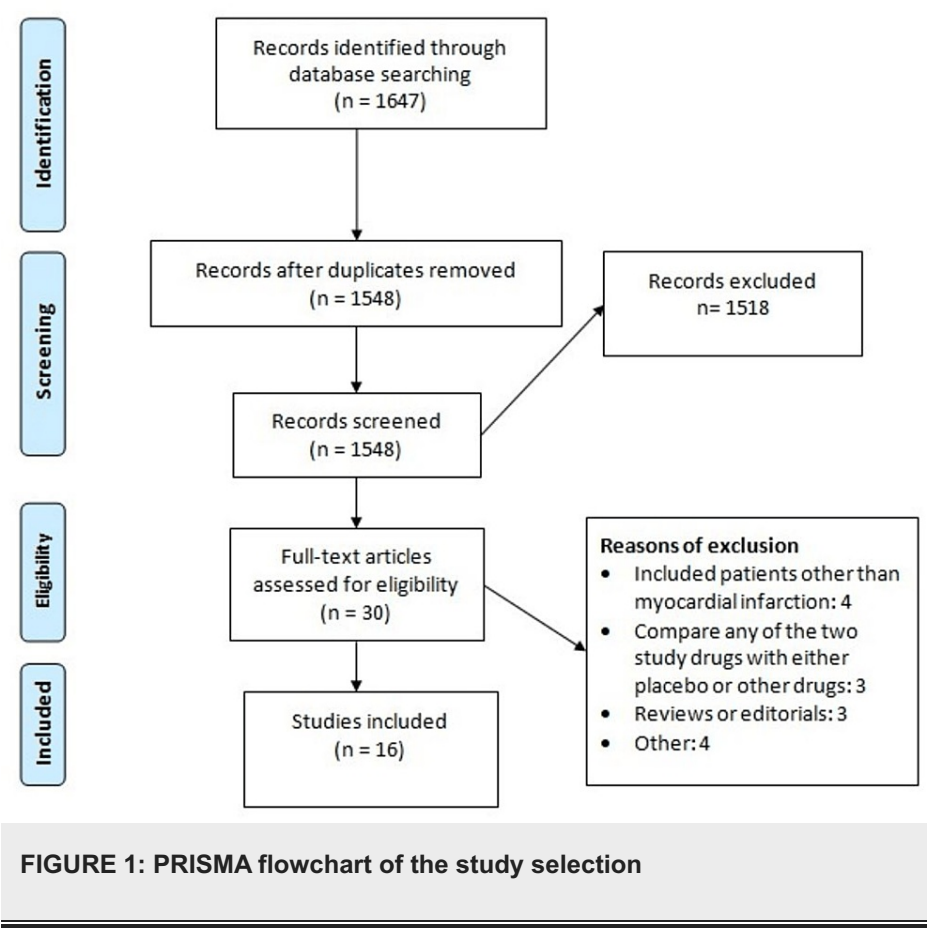 Identification
Records identified through
database searching
(n = 1647)
Screening
Records after duplicates removed
(n = 1548)
Records excluded
n= 1518
Records screened
(n = 1548)
Eligibility
Full-text articles
assessed for eligibility
(n = 30)
Reasons of exclusion
• Included patients other than
myocardial infarction: 4
• Compare any of the two
study drugs with either
placebo or other drugs: 3
• Reviews or editorials: 3
• Other: 4
Included
Studies included
(n = 16)
FIGURE 1: PRISMA flowchart of the study selection